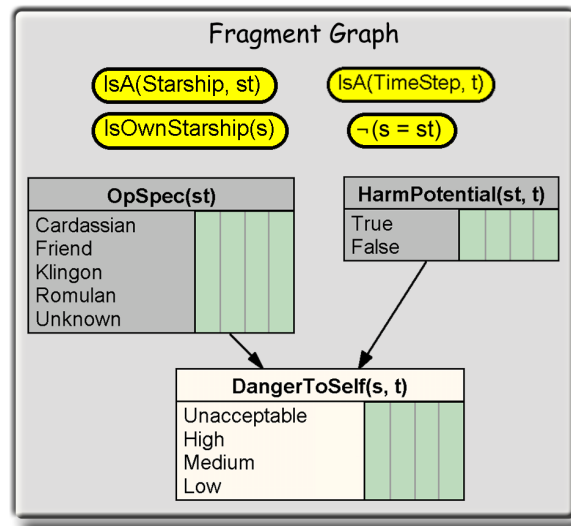 Fragment Graph
IsA(Starship, st)
IsA(TimeStep, t)
IsOwnStarship(s)
¬(s = st)
OpSpec(st)
Cardassian
Friend
Klingon
Romulan
Unknown
HarmPotential(st, t)
True
False
DangerToSelf(s, t)
Unacceptable
High
Medium
Low